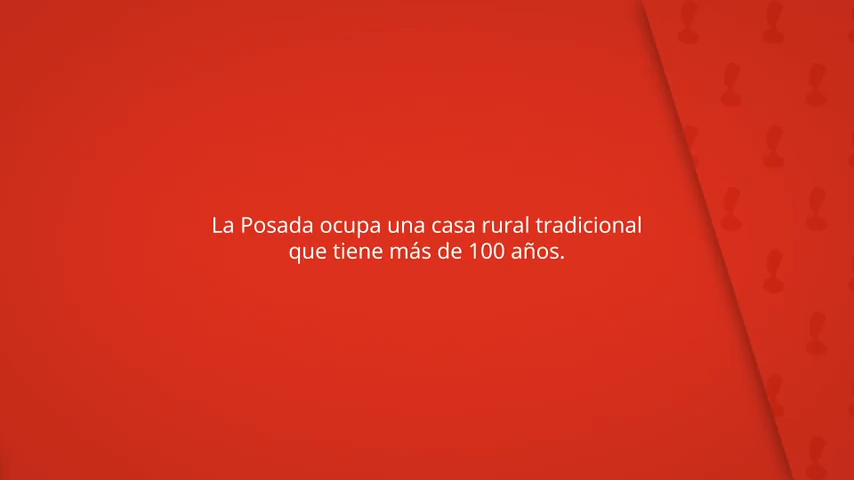 La Posada ocupa una casa rural tradicional
que tiene más de 100 años.